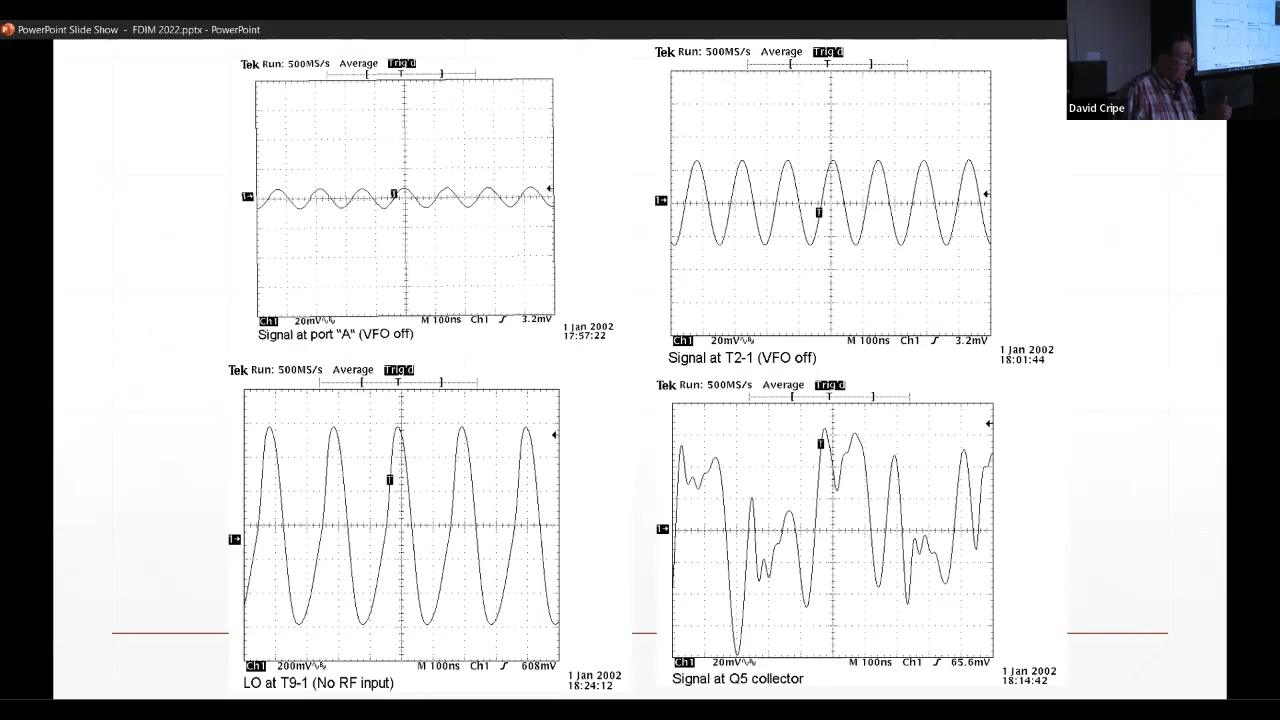 PowerPoint Slide Show - FDIM 2022.pptx - PowerPoint
David Cripe
Tek Run: 500MS/s Average Trig'd
T
T
1
Ch1 20mV M 100ns Ch1 3.2mV
Signal at port "A" (VFO off)
1 Jan 2002
17:57:22
Tek Run: 500MS/s Average Trig'd
T
T
1
Ch1 20mV M 100ns Ch1 3.2mV
Signal at T2-1 (VFO off)
1 Jan 2002
18:01:44
Tek Run: 500MS/s Average Trig'd
T
T
1
Ch1 200mV M 100ns Ch1 608mV
LO at T9-1 (No RF input)
1 Jan 2002
18:24:12
Tek Run: 500MS/s Average Trig'd
T
T
1
Ch1 20mV M 100ns Ch1 65.6mV
Signal at Q5 collector
1 Jan 2002
18:14:42